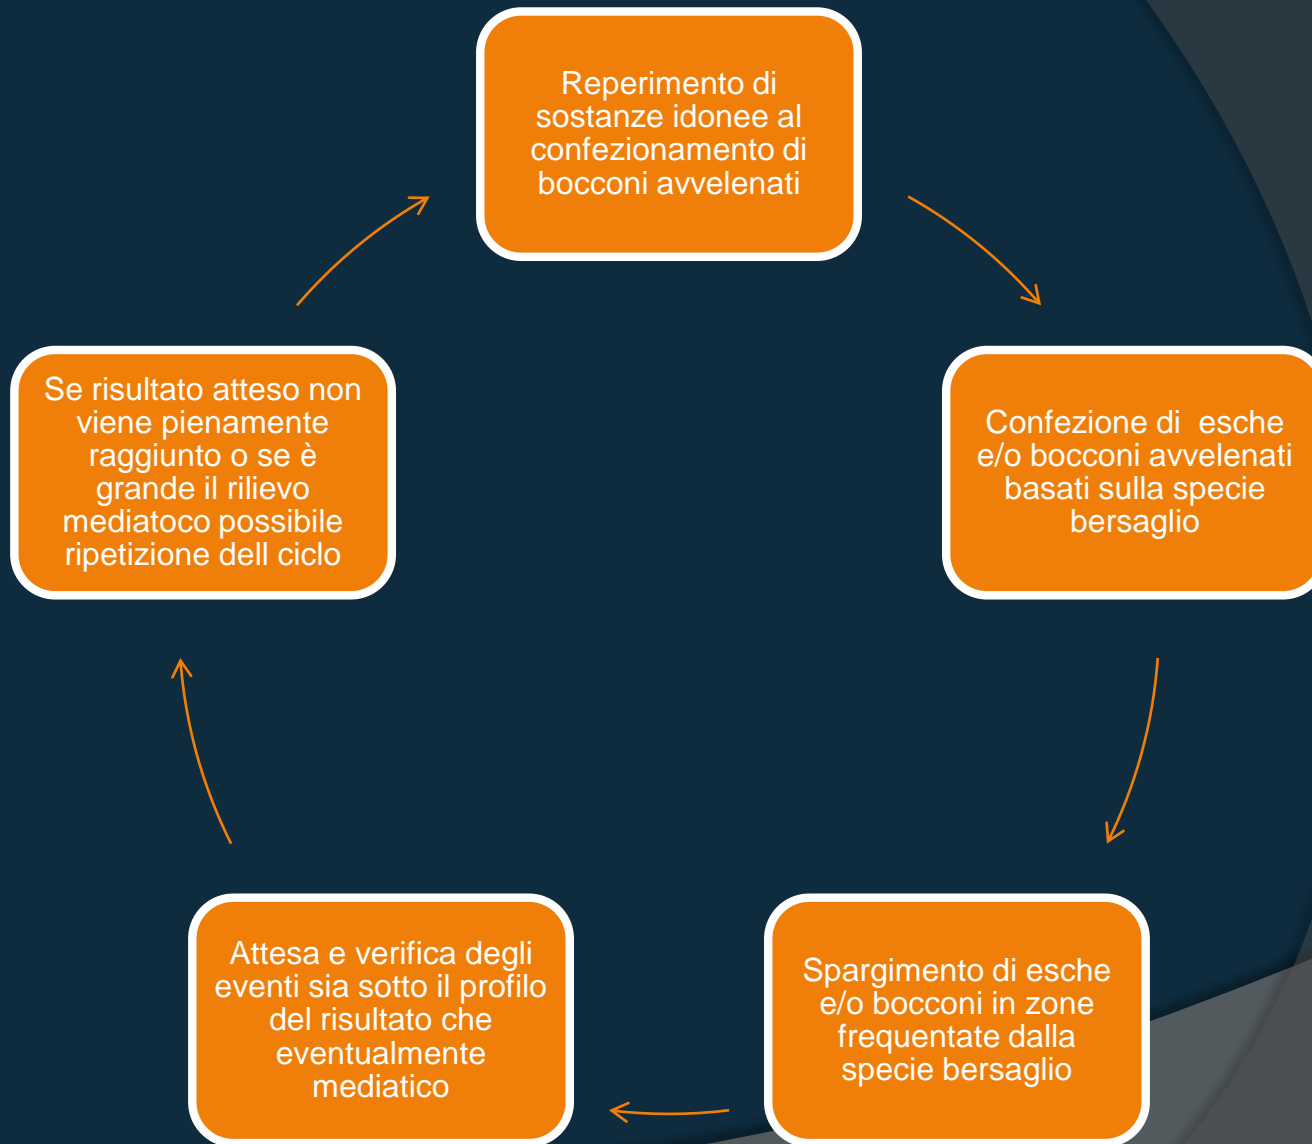 Reperimento di
sostanze idonee al
confezionamento di
bocconi avvelenati
Confezione di  esche
e/o bocconi avvelenati
basati sulla specie
bersaglio
Spargimento di esche
e/o bocconi in zone
frequentate dalla
specie bersaglio
Attesa e verifica degli
eventi sia sotto il profilo
del risultato che
eventualmente
mediatico
Se risultato atteso non
viene pienamente
raggiunto o se è
grande il rilievo
mediatoco possibile
ripetizione dell ciclo